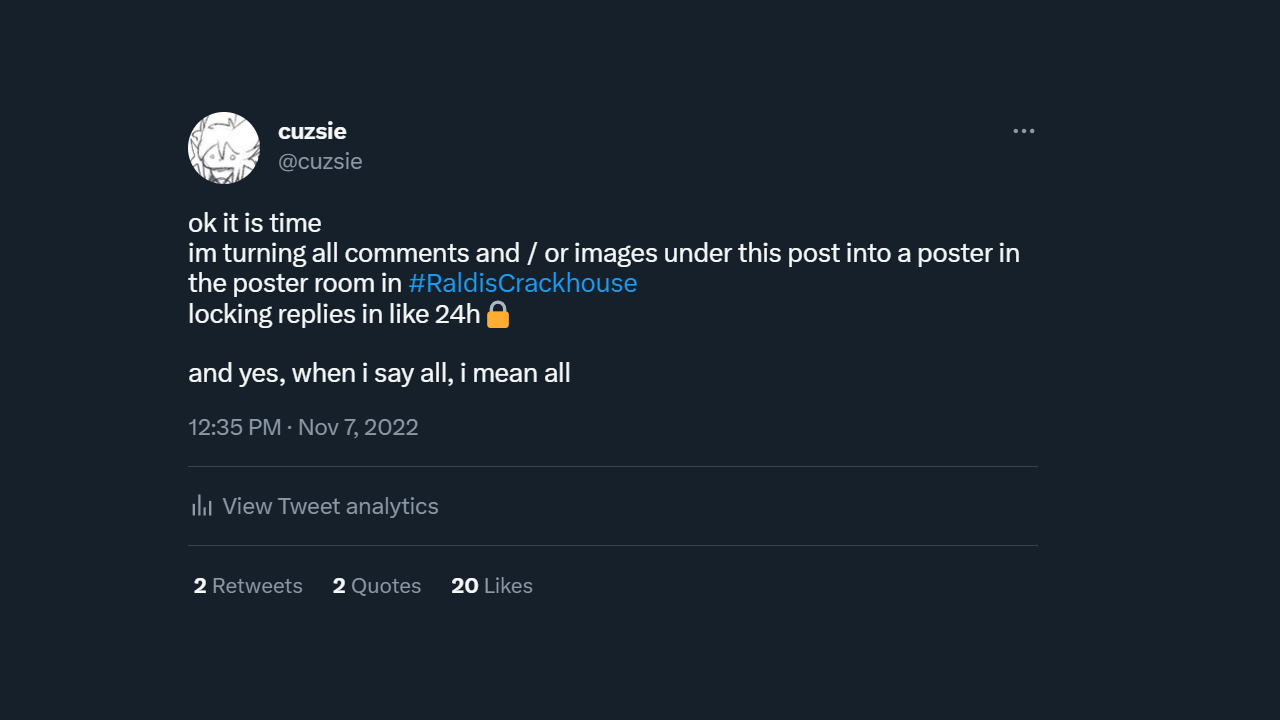 cuzsie
@cuzsie
ok it is time
im turning all comments and / or images under this post into a poster in
the poster room in #RaldisCrackhouse
locking replies in like 24h🔒
and yes, when i say all, i mean all
12:35 PM · Nov 7, 2022
View Tweet analytics
2 Retweets 2 Quotes 20 Likes